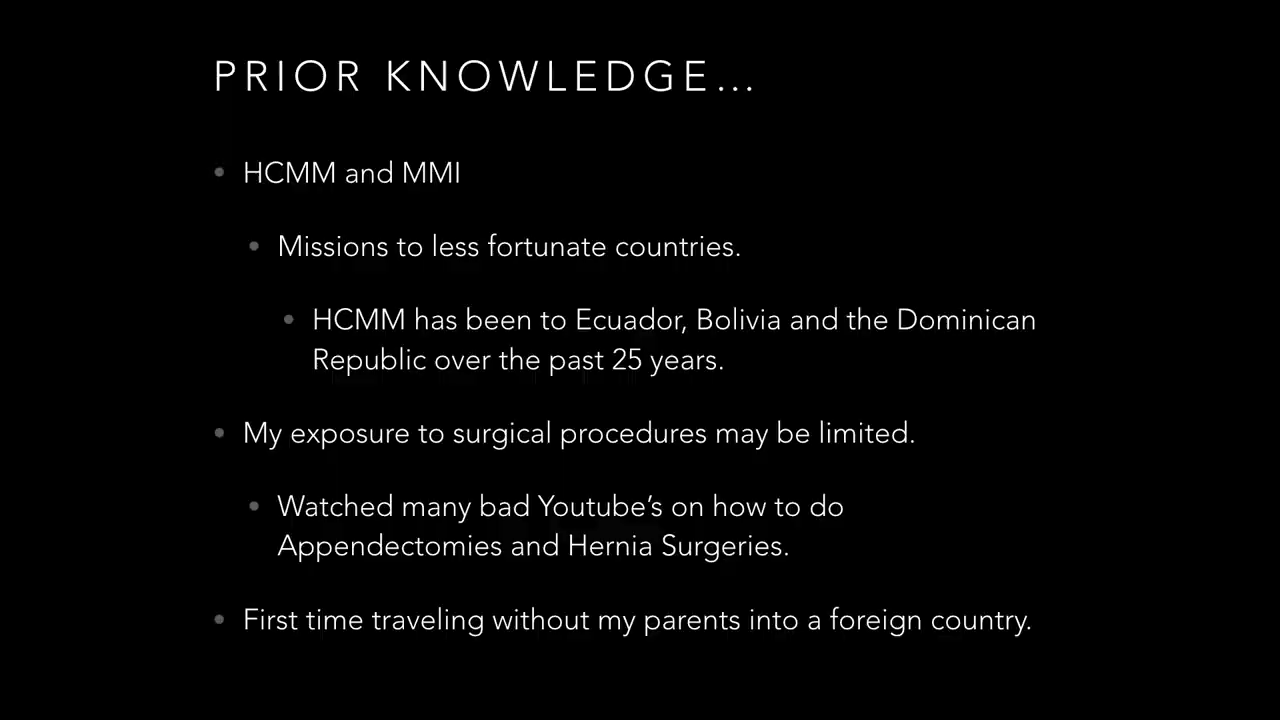 PRIOR KNOWLEDGE...
• HCMM and MMI
• Missions to less fortunate countries.
• HCMM has been to Ecuador, Bolivia and the Dominican
Republic over the past 25 years.
• My exposure to surgical procedures may be limited.
• Watched many bad Youtube’s on how to do
Appendectomies and Hernia Surgeries.
• First time traveling without my parents into a foreign country.